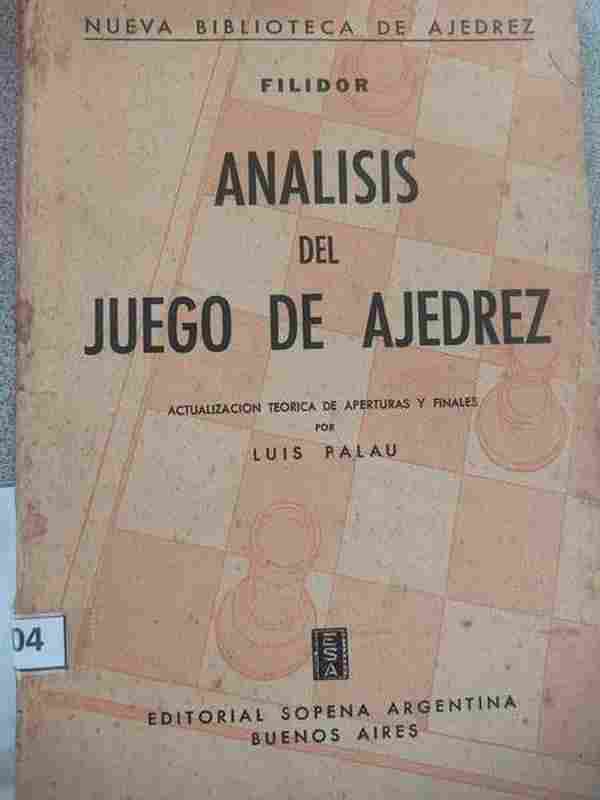 NUEVA BIBLIOTECA DE AJEDREZ
FILIDOR
ANALISIS
DEL
JUEGO DE AJEDREZ
ACTUALIZACION TEORICA DE APERTURAS Y FINALES
POR
LUIS PALAU
ESA
EDITORIAL SOPENA ARGENTINA
BUENOS AIRES
04